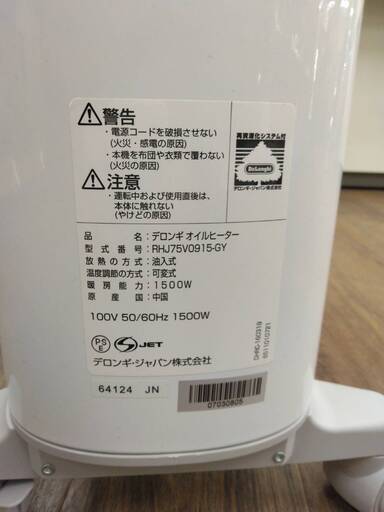 警告
・電源コードを破損させない
(火災・感電の原因)
・本機を布団や衣類で覆わない
(火災の原因)
注意
・運転中および使用直後は、
本体に触れない
(やけどの原因)
再資源化システム付
DeLonghi
デロンギ・ジャパン株式会社
品名:デロンギ オイルヒーター
型式番号:RHJ75V0915-GY
放熱の方式:油入式
温度調節の方式:可変式
暖房能力:1500W
原産国:中国
100V 50/60Hz 1500W
PS
E
S JET
デロンギ・ジャパン株式会社
64124 JN
07030805
DHRC-160319
5511010721